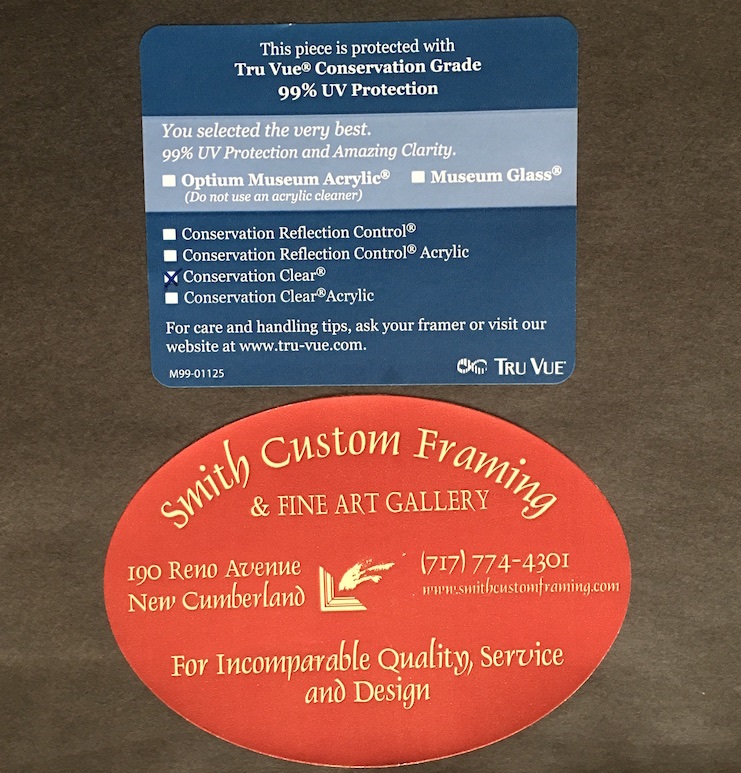 This piece is protected with
Tru Vue® Conservation Grade
99% UV Protection
You selected the very best.
99% UV Protection and Amazing Clarity.
Optium Museum Acrylic® Museum Glass®
(Do not use an acrylic cleaner)
Conservation Reflection Control®
Conservation Reflection Control® Acrylic
Conservation Clear®
Conservation Clear® Acrylic
For care and handling tips, ask your framer or visit our
website at www.tru-vue.com.
M99-01125 TRU VUE®
Smith Custom Framing
& FINE ART GALLERY
190 Reno Avenue (717) 774-4301
New Cumberland www.smithcustomframing.com
For Incomparable Quality, Service
and Design